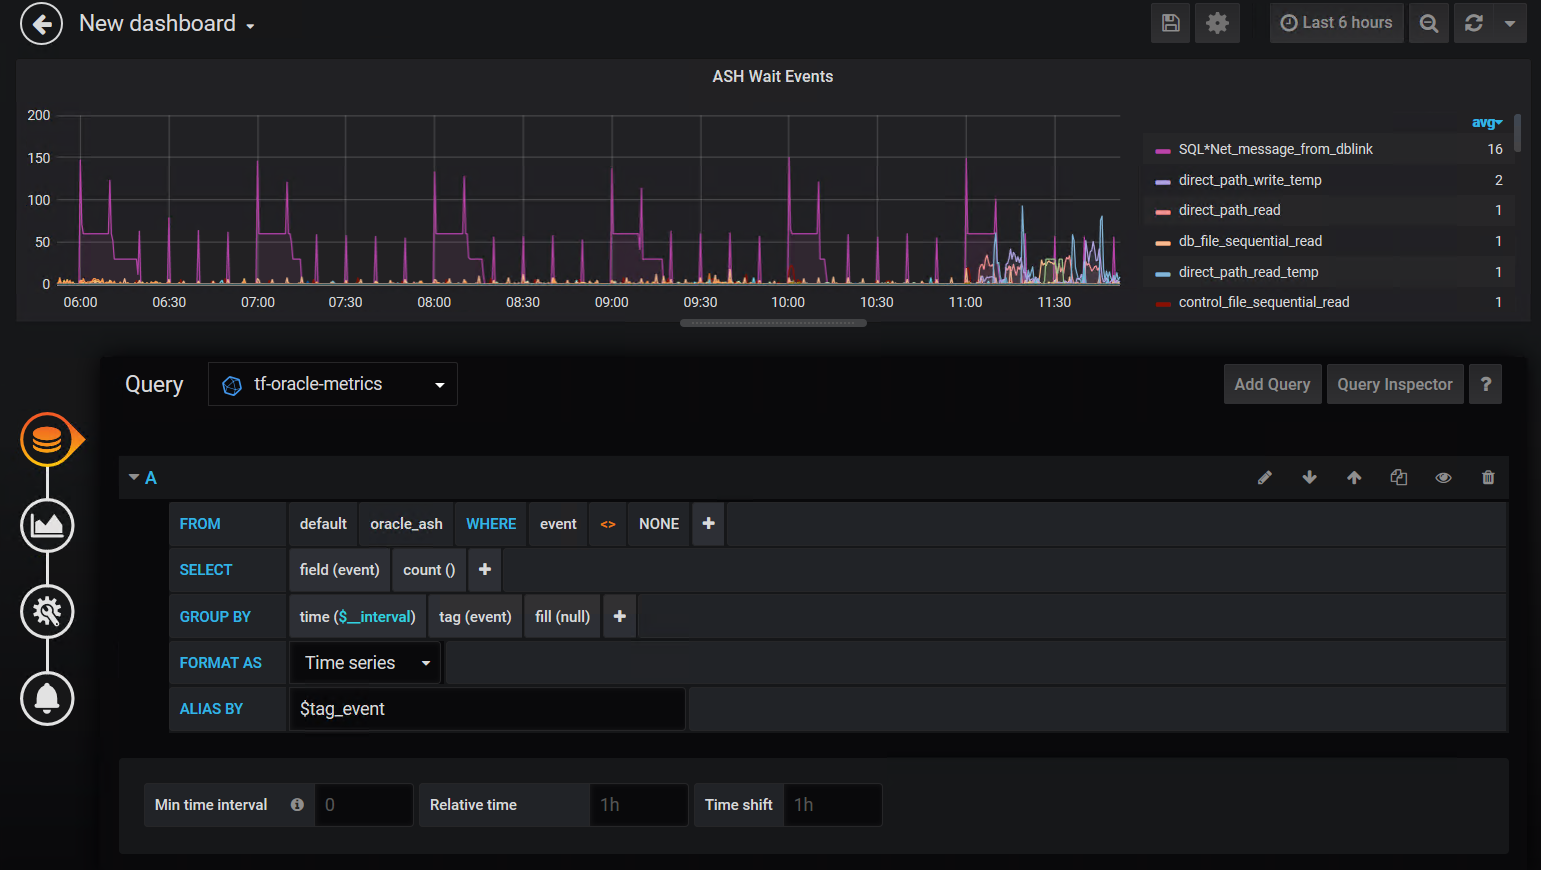 New dashboard
Last 6 hours
ASH Wait Events
200
150
100
50
0
06:00 06:30 07:00 07:30 08:00 08:30 09:00 09:30 10:00 10:30 11:00 11:30
avg
SQL*Net_message_from_dblink 16
direct_path_write_temp 2
direct_path_read 1
db_file_sequential_read 1
direct_path_read_temp 1
control_file_sequential_read 1
Query tf-oracle-metrics Add Query Query Inspector ?
A
FROM default oracle_ash WHERE event <> NONE +
SELECT field (event) count () +
GROUP BY time ($__interval) tag (event) fill (null) +
FORMAT AS Time series
ALIAS BY $tag_event
Min time interval 0 Relative time 1h Time shift 1h